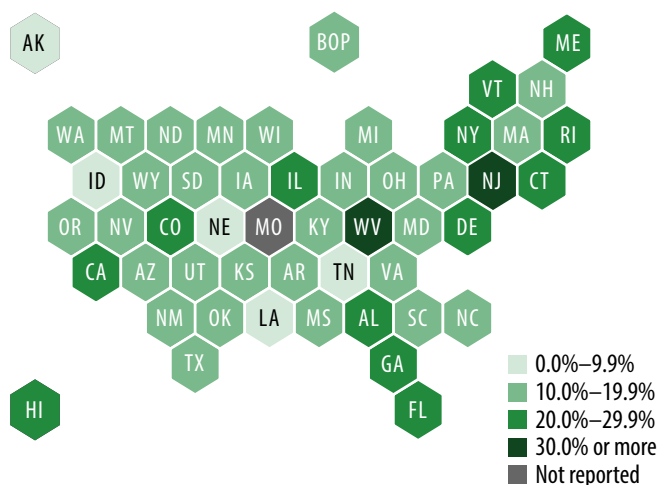 AK BOP ME
VT NH
WA MT ND MN WI MI NY MA RI
ID WY SD IA IL IN OH PA NJ CT
OR NV CO NE MO KY WV MD DE
CA AZ UT KS AR TN VA
NM OK LA MS AL SC NC
TX GA
HI FL
0.0%–9.9%
10.0%–19.9%
20.0%–29.9%
30.0% or more
Not reported